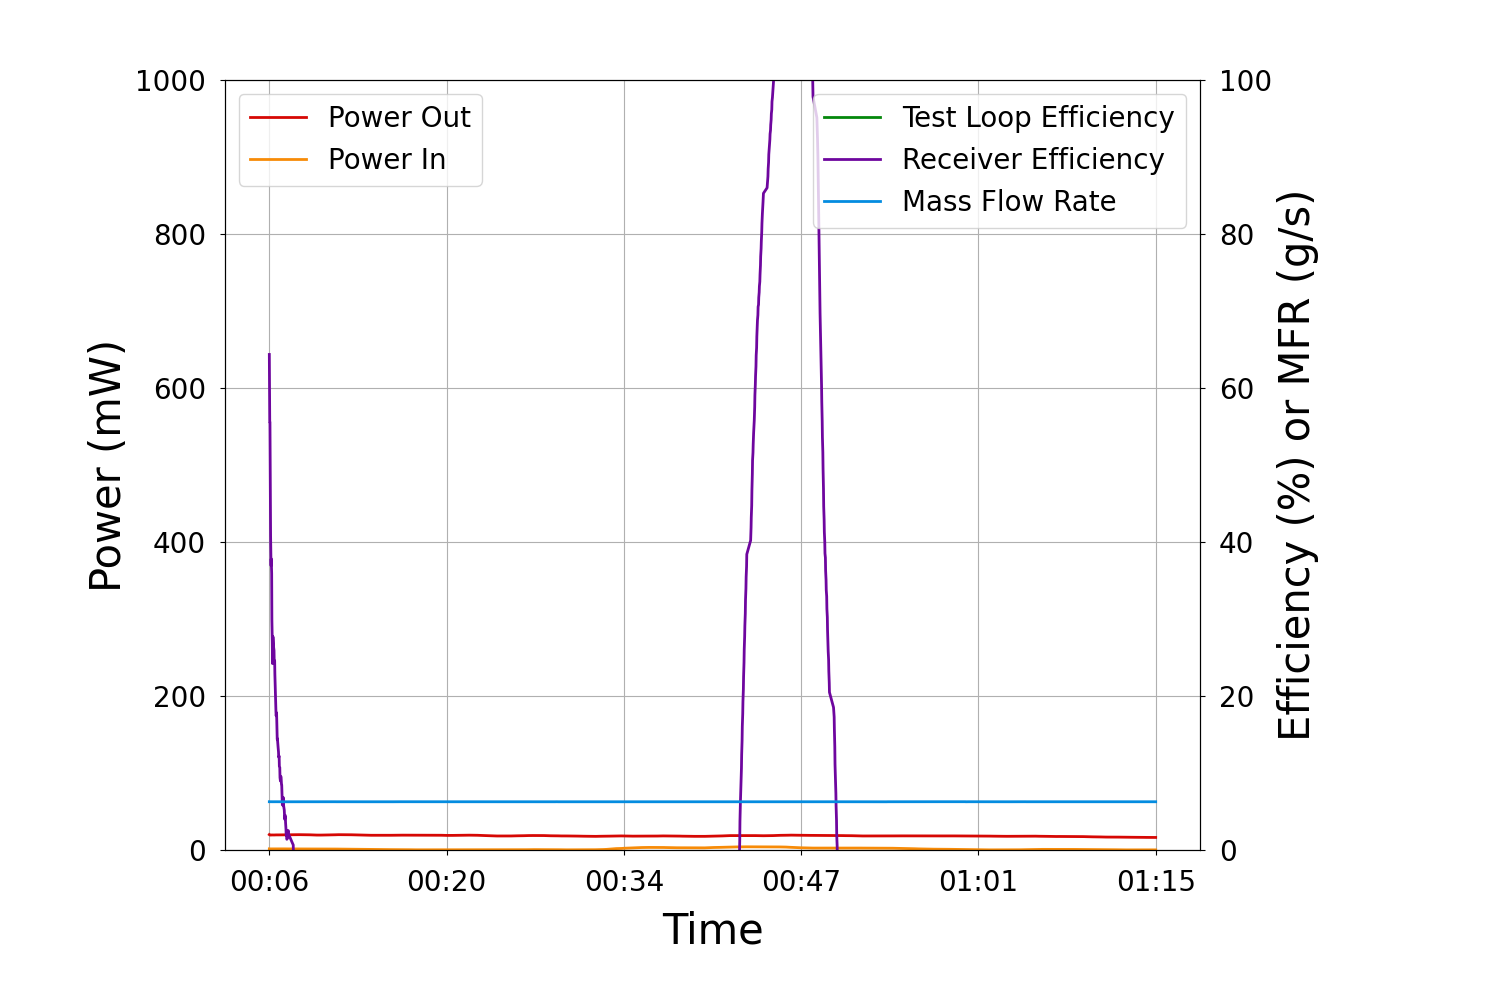 Power Out
Power In
Test Loop Efficiency
Receiver Efficiency
Mass Flow Rate
1000
800
600
400
200
0
Power (mW)
100
80
60
40
20
0
Efficiency (%) or MFR (g/s)
00:06
00:20
00:34
00:47
01:01
01:15
Time